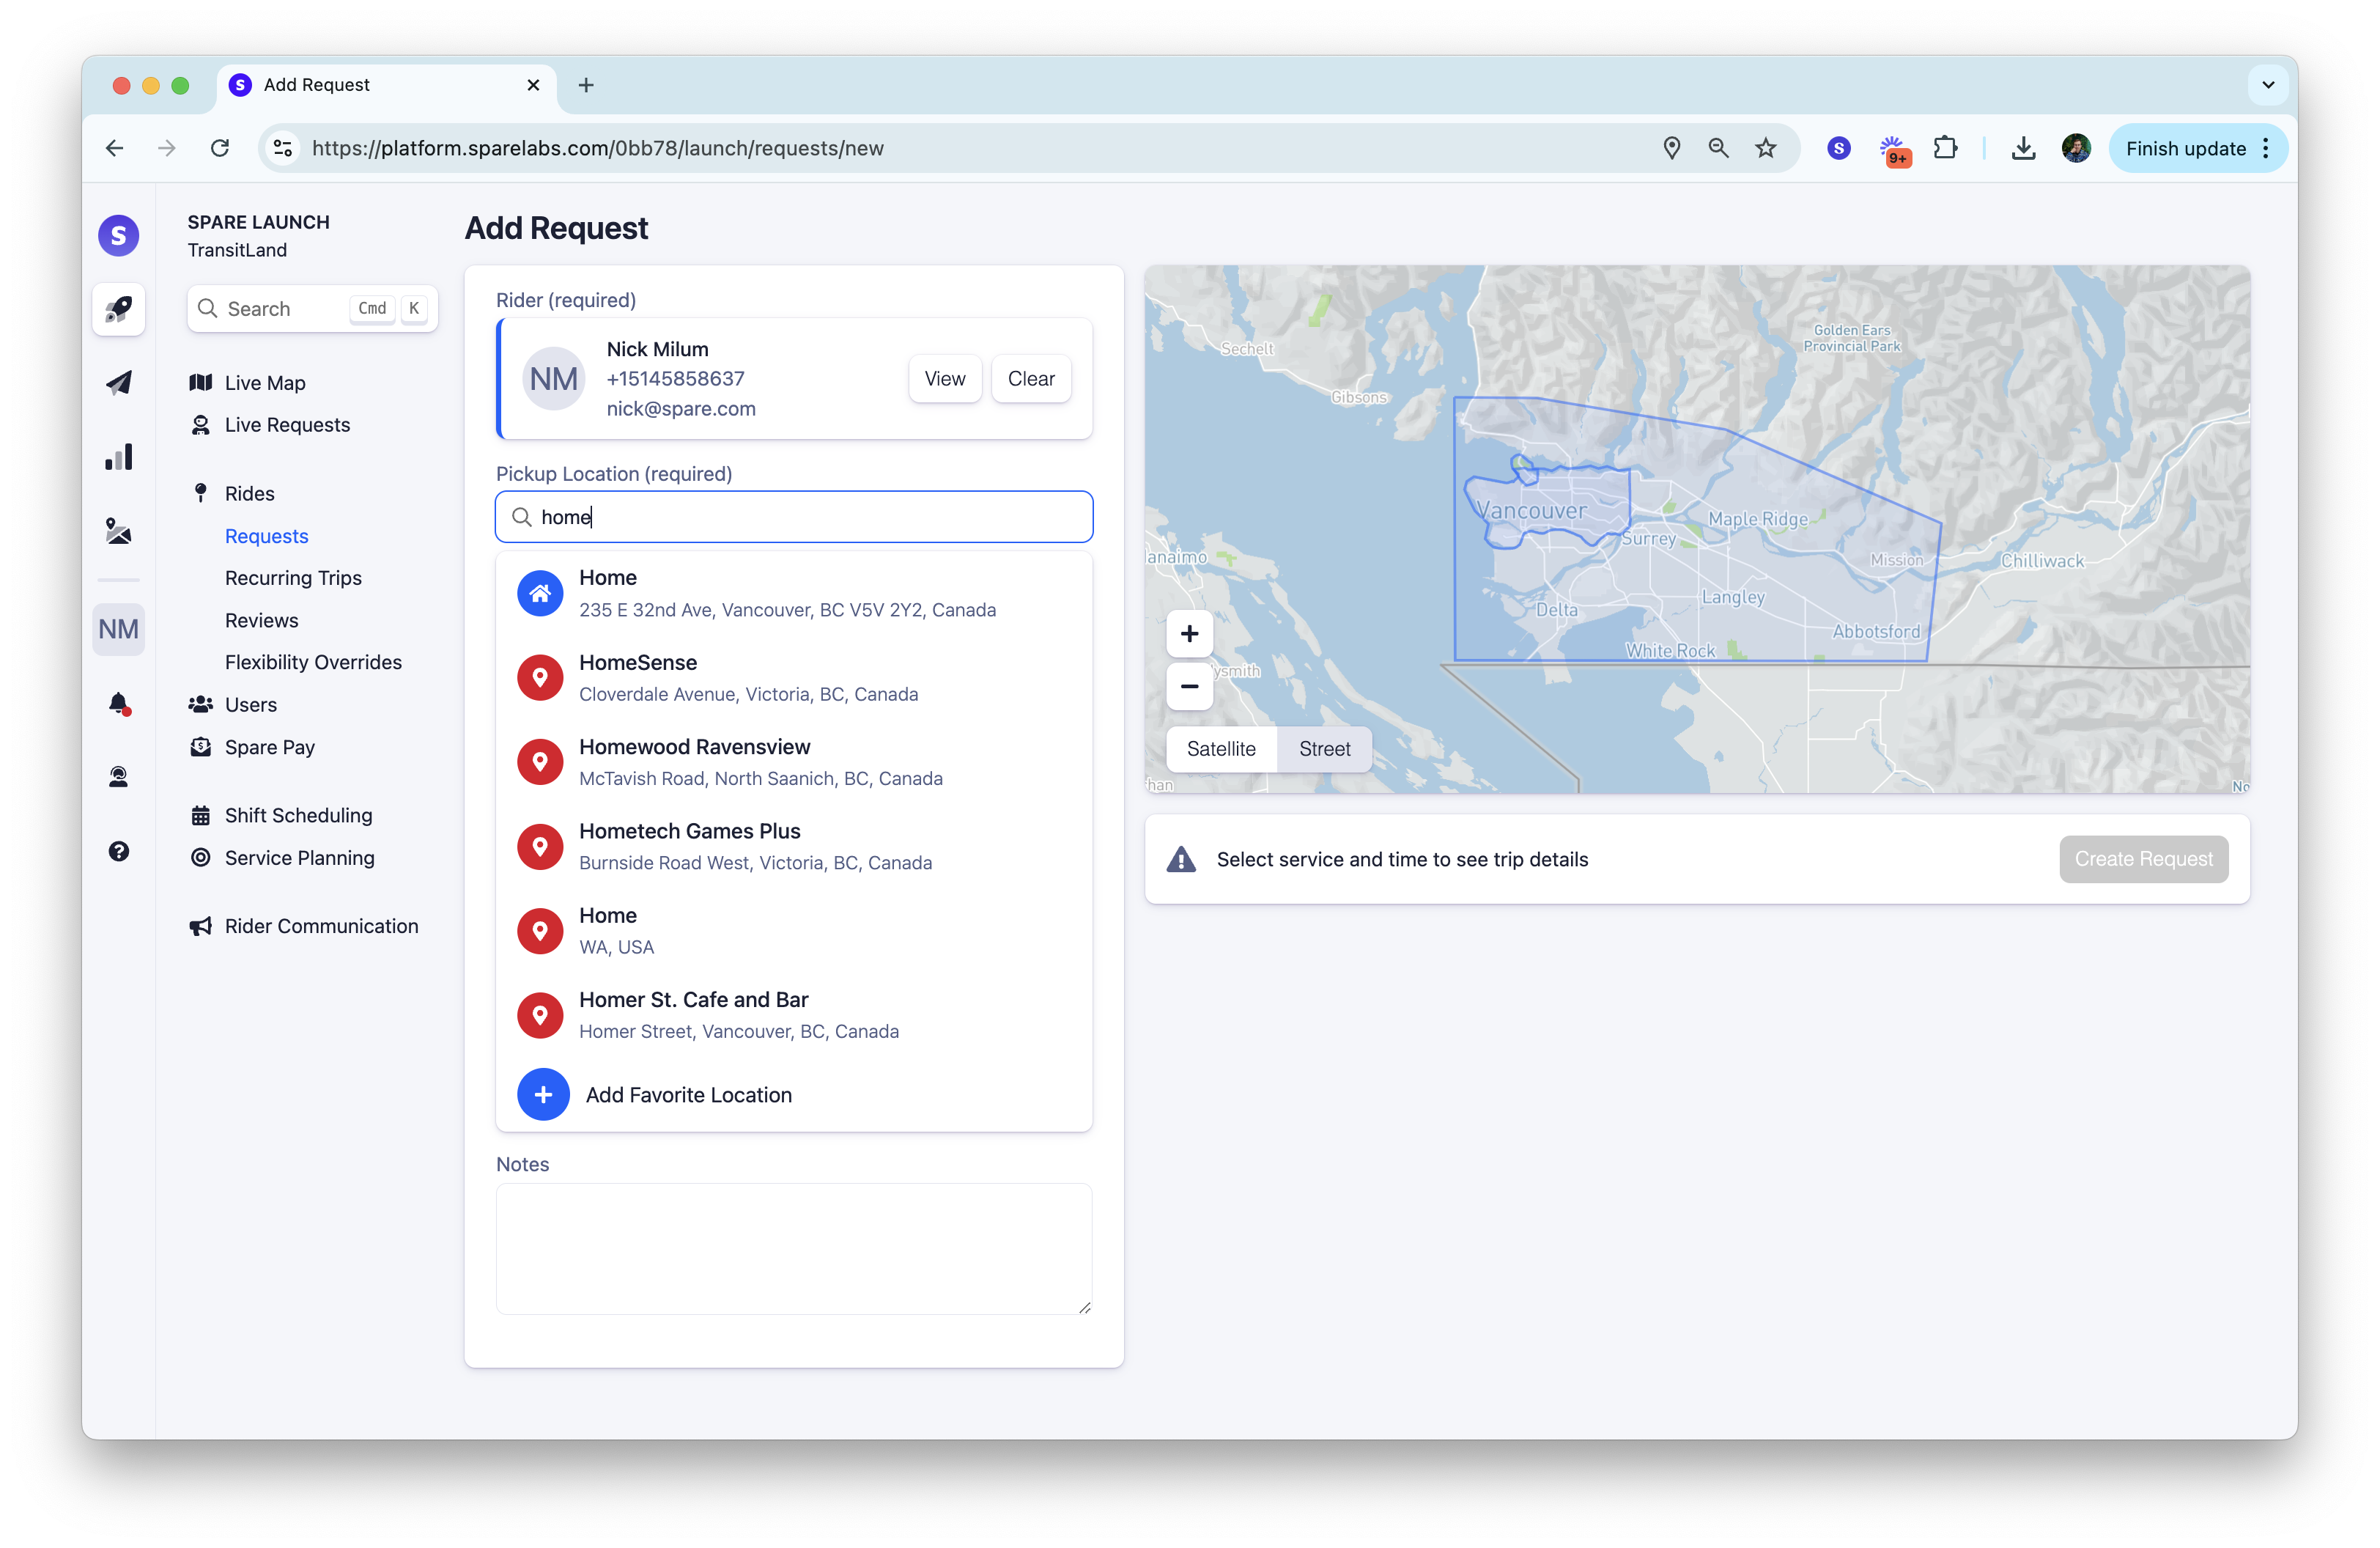 Add Request
https://platform.sparelabs.com/0bb78/launch/requests/new
S
9+
Finish update
S
SPARE LAUNCH
TransitLand
Search
Cmd
K
Live Map
Live Requests
Rides
Requests
Recurring Trips
Reviews
Flexibility Overrides
Users
Spare Pay
Shift Scheduling
Service Planning
Rider Communication
NM
Add Request
Rider (required)
NM
Nick Milum
+15145858637
nick@spare.com
View
Clear
Pickup Location (required)
home
Home
235 E 32nd Ave, Vancouver, BC V5V 2Y2, Canada
HomeSense
Cloverdale Avenue, Victoria, BC, Canada
Homewood Ravensview
McTavish Road, North Saanich, BC, Canada
Hometech Games Plus
Burnside Road West, Victoria, BC, Canada
Home
WA, USA
Homer St. Cafe and Bar
Homer Street, Vancouver, BC, Canada
Add Favorite Location
Notes
Sechelt
Gibsons
Golden Ears
Provincial Park
Vancouver
Maple Ridge
Surrey
anaimo
Mission
Chilliwack
Langley
Delta
Abbotsford
White Rock
ysmith
han
No
+
−
Satellite
Street
Select service and time to see trip details
Create Request